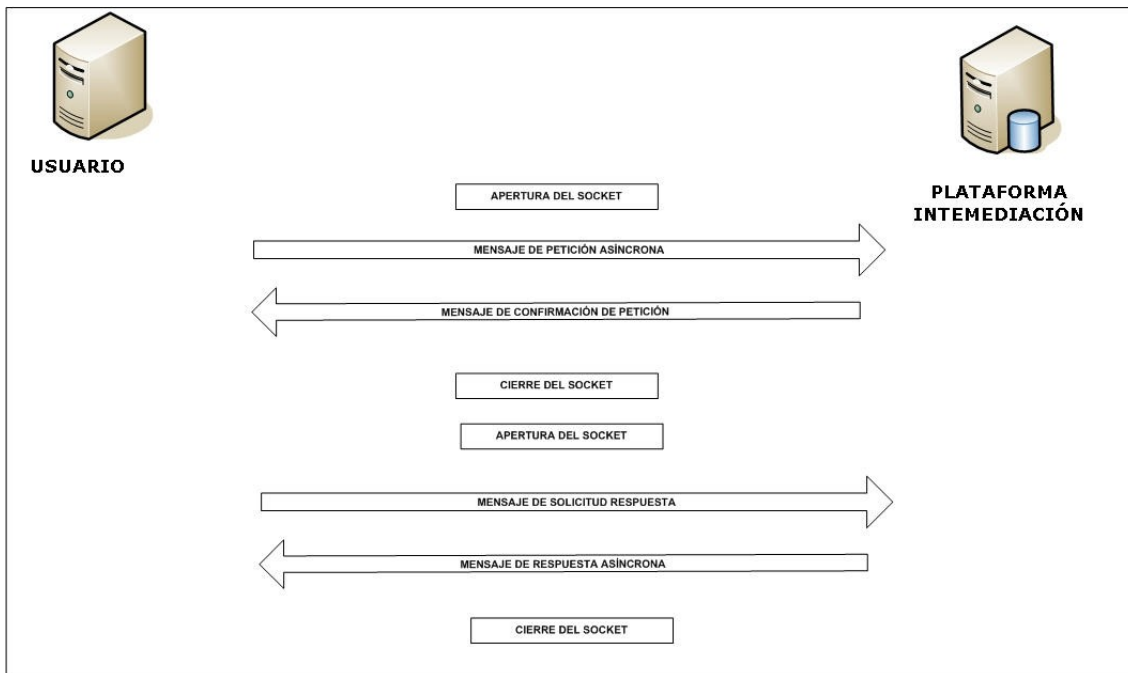 USUARIO
PLATAFORMA
INTEMEDIACIÓN
APERTURA DEL SOCKET
MENSAJE DE PETICIÓN ASÍNCRONA
MENSAJE DE CONFIRMACIÓN DE PETICIÓN
CIERRE DEL SOCKET
APERTURA DEL SOCKET
MENSAJE DE SOLICITUD RESPUESTA
MENSAJE DE RESPUESTA ASÍNCRONA
CIERRE DEL SOCKET